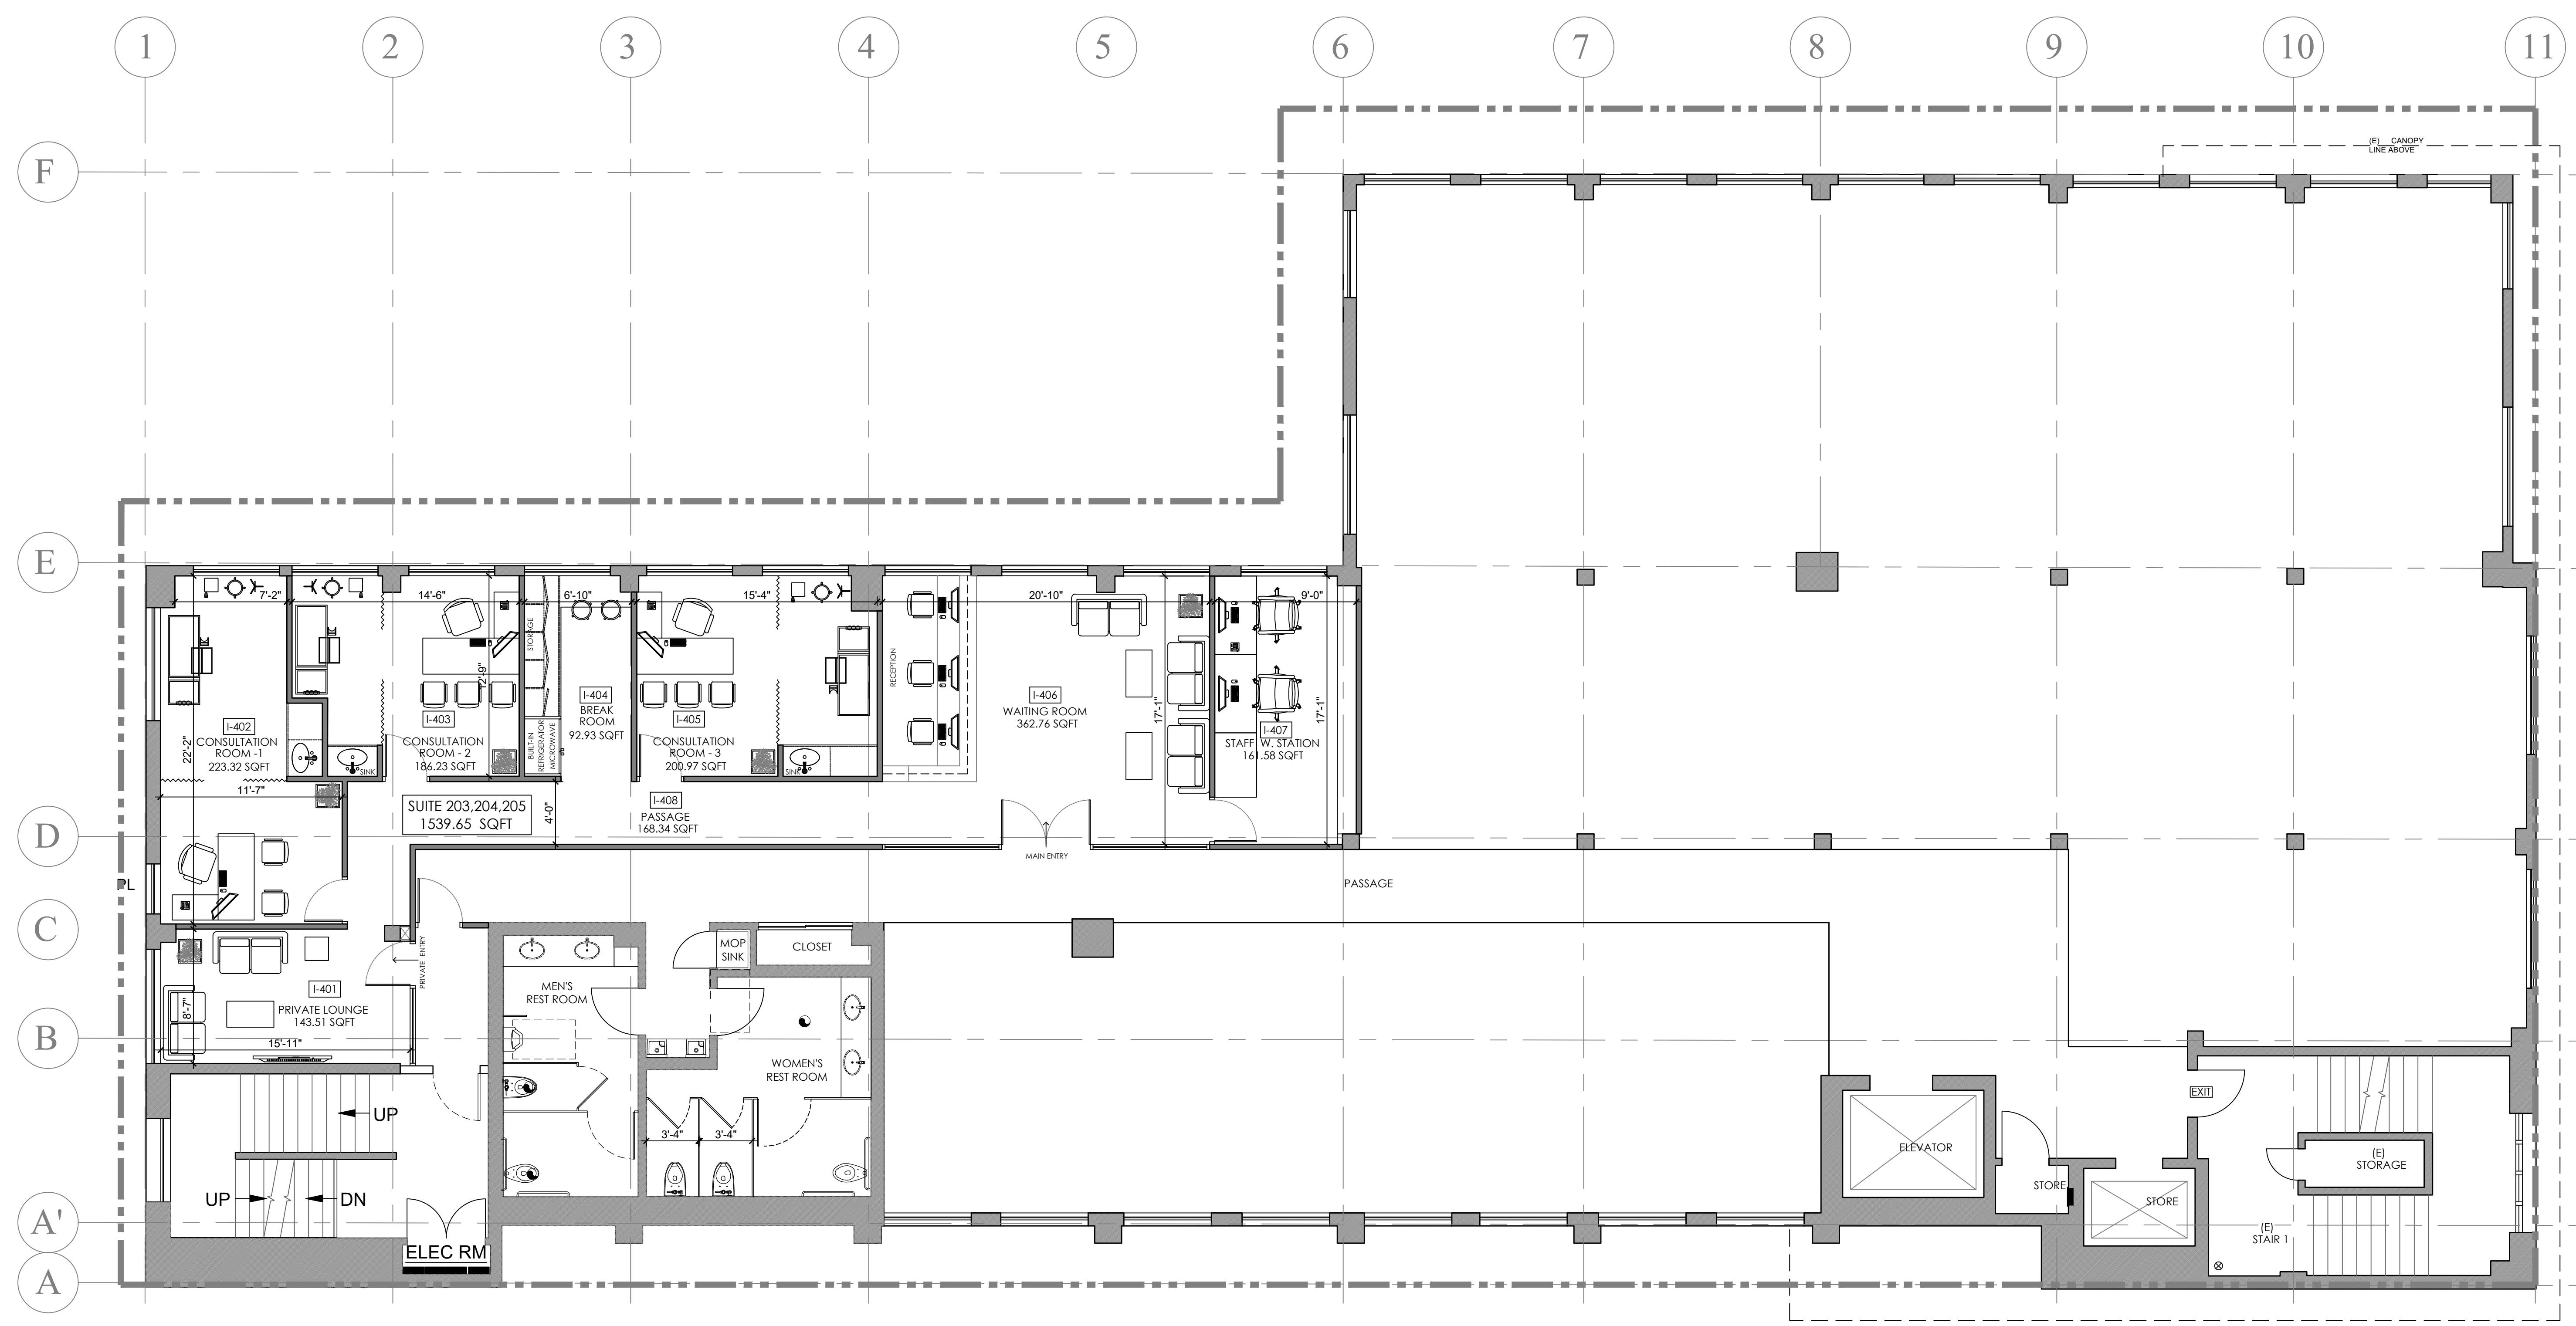 1
2
3
4
5
6
7
8
9
10
11
F
(E) CANOPY
LINE ABOVE
E
7'-2"
14'-6"
6'-10"
15'-4"
20'-10"
9'-0"
STORAGE
12'-9"
RECEPTION
I-404
BREAK
ROOM
92.93 SQFT
I-406
WAITING ROOM
362.76 SQFT
17'-1"
17'-1"
I-402
CONSULTATION
ROOM -1
223.32 SQFT
22'-2"
I-403
CONSULTATION
ROOM - 2
186.23 SQFT
SINK
BUILT-IN
REFRIGERATOR
MICROWAVE
I-405
CONSULTATION
ROOM - 3
200.97 SQFT
SINK
I-407
STAFF W. STATION
161.58 SQFT
11'-7"
SUITE 203,204,205
1539.65 SQFT
4'-0"
I-408
PASSAGE
168.34 SQFT
D
MAIN ENTRY
PL
PASSAGE
C
PRIVATE ENTRY
MOP
SINK
CLOSET
I-401
PRIVATE LOUNGE
143.51 SQFT
8'-7"
15'-11"
MEN'S
REST ROOM
B
WOMEN'S
REST ROOM
EXIT
UP
3'-4"
3'-4"
ELEVATOR
(E)
STORAGE
UP
DN
STORE
STORE
A'
(E)
STAIR 1
ELEC RM
A